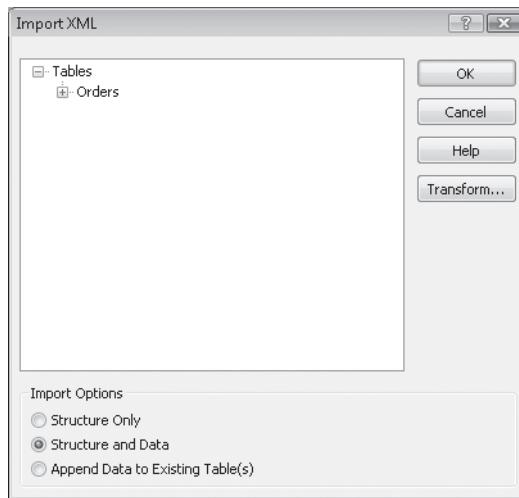 Import XML
Tables
Orders
OK
Cancel
Help
Transform...
Import Options
Structure Only
Structure and Data
Append Data to Existing Table(s)